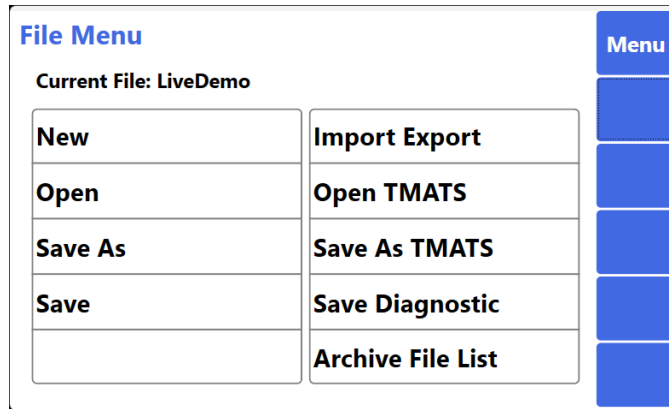 File Menu
Menu
Current File: LiveDemo
New
Import Export
Open
Open TMATS
Save As
Save As TMATS
Save
Save Diagnostic
Archive File List